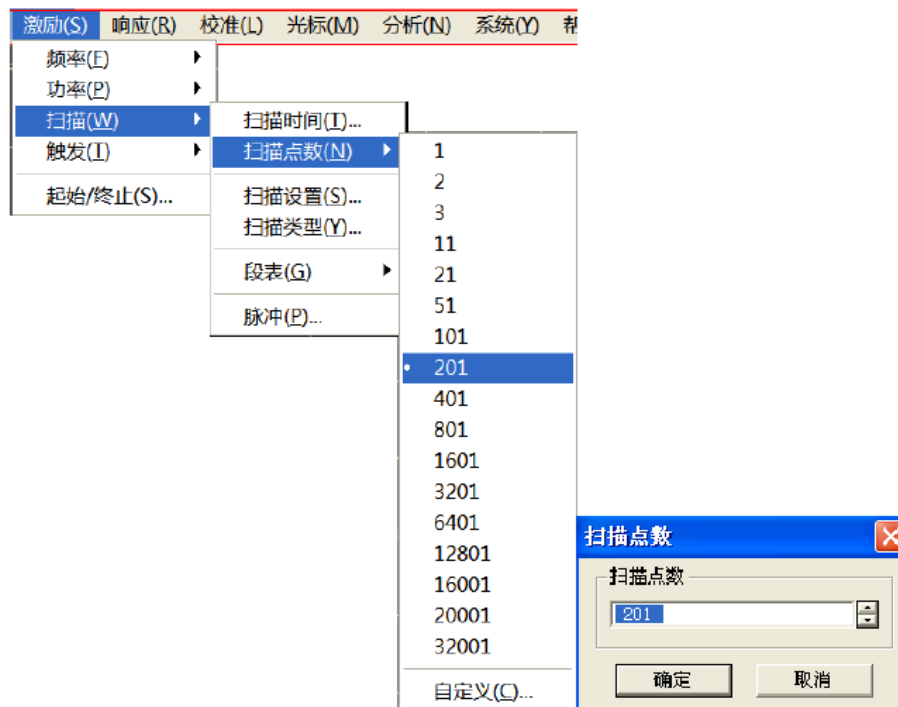 激励(S) 响应(R) 校准(L) 光标(M) 分析(N) 系统(Y)
频率(F)
功率(P)
扫描(W)
触发(T)
起始/终止(S)...
扫描时间(T)...
扫描点数(N)
扫描设置(S)...
扫描类型(Y)...
段表(G)
脉冲(P)...
1
2
3
11
21
51
101
201
401
801
1601
3201
6401
12801
16001
20001
32001
自定义(C)...
扫描点数
扫描点数
201
确定 取消